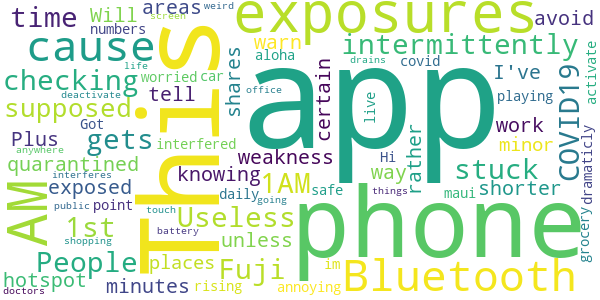 time Will areas exposures avoid
numbers screen weird
cause warn intermittently
life aloha covid
checking worried car shares I've activate
supposed deactivate tell certain drains playing
This app
Got office live COVID19
Plus gets interfered rather work
anywhere Hi
quarantined weakness way minor dramaticly
interferes knowing stuck
AM exposed daily 1AM safe maui shorter
public point phone things
1st touch Useless im going grocery
People battery unless
shopping places Fuji Bluetooth
hotspot minutes rising annoying
doctors